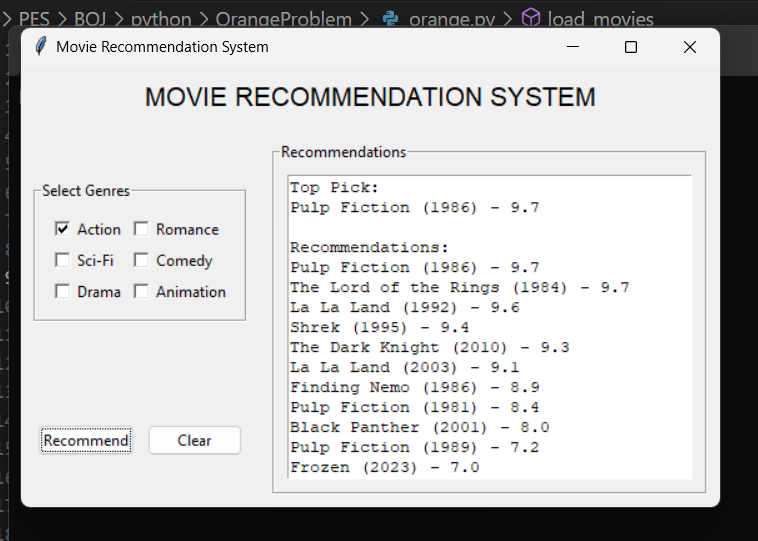 PES > BOJ > python > OrangeProblem > orange.py > load_movies
Movie Recommendation System
MOVIE RECOMMENDATION SYSTEM
Select Genres
Action Romance
Sci-Fi Comedy
Drama Animation
Recommend Clear
Recommendations
Top Pick:
Pulp Fiction (1986) - 9.7
Recommendations:
Pulp Fiction (1986) - 9.7
The Lord of the Rings (1984) - 9.7
La La Land (1992) - 9.6
Shrek (1995) - 9.4
The Dark Knight (2010) - 9.3
La La Land (2003) - 9.1
Finding Nemo (1986) - 8.9
Pulp Fiction (1981) - 8.4
Black Panther (2001) - 8.0
Pulp Fiction (1989) - 7.2
Frozen (2023) - 7.0